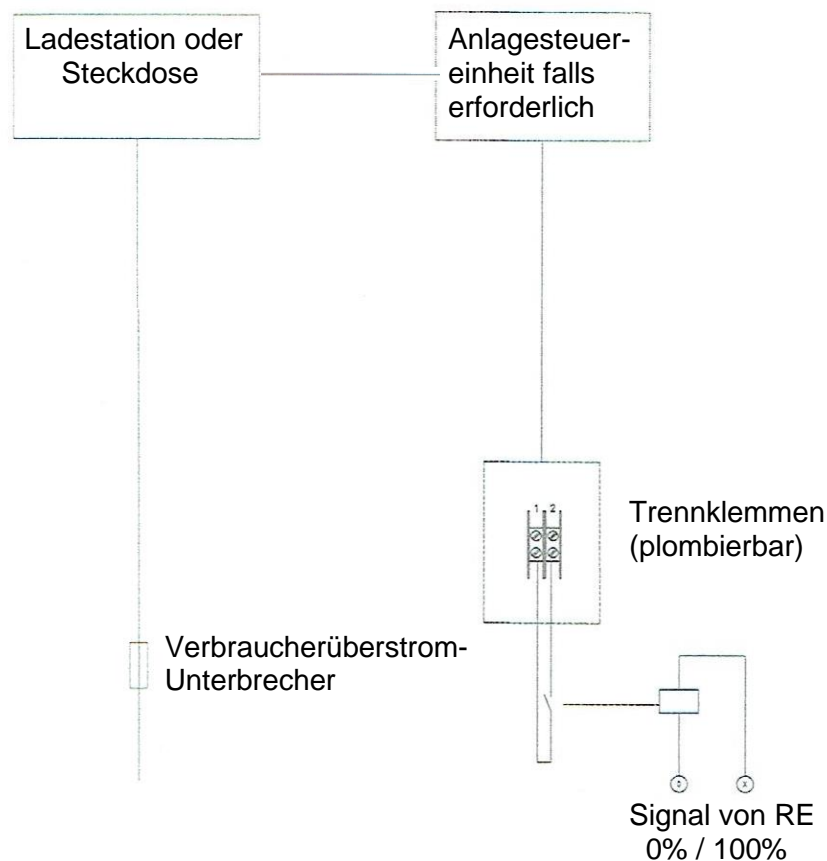 Ladestation oder
Steckdose
Anlagesteuer-
einheit falls
erforderlich
1 2
Trennklemmen
(plombierbar)
Verbraucherüberstrom-
Unterbrecher
Signal von RE
0% / 100%